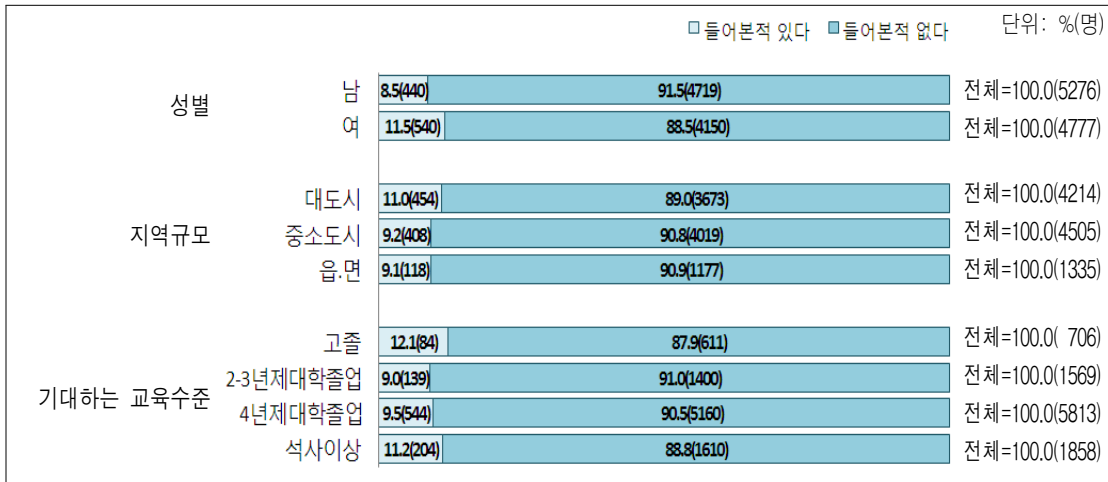 □ 들어본적 있다 ■ 들어본적 없다 단위: %(명)
성별
남 8.5(440) 91.5(4719) 전체=100.0(5276)
여 11.5(540) 88.5(4150) 전체=100.0(4777)
지역규모
대도시 11.0(454) 89.0(3673) 전체=100.0(4214)
중소도시 9.2(408) 90.8(4019) 전체=100.0(4505)
읍.면 9.1(118) 90.9(1177) 전체=100.0(1335)
기대하는 교육수준
고졸 12.1(84) 87.9(611) 전체=100.0( 706)
2-3년제대학졸업 9.0(139) 91.0(1400) 전체=100.0(1569)
4년제대학졸업 9.5(544) 90.5(5160) 전체=100.0(5813)
석사이상 11.2(204) 88.8(1610) 전체=100.0(1858)